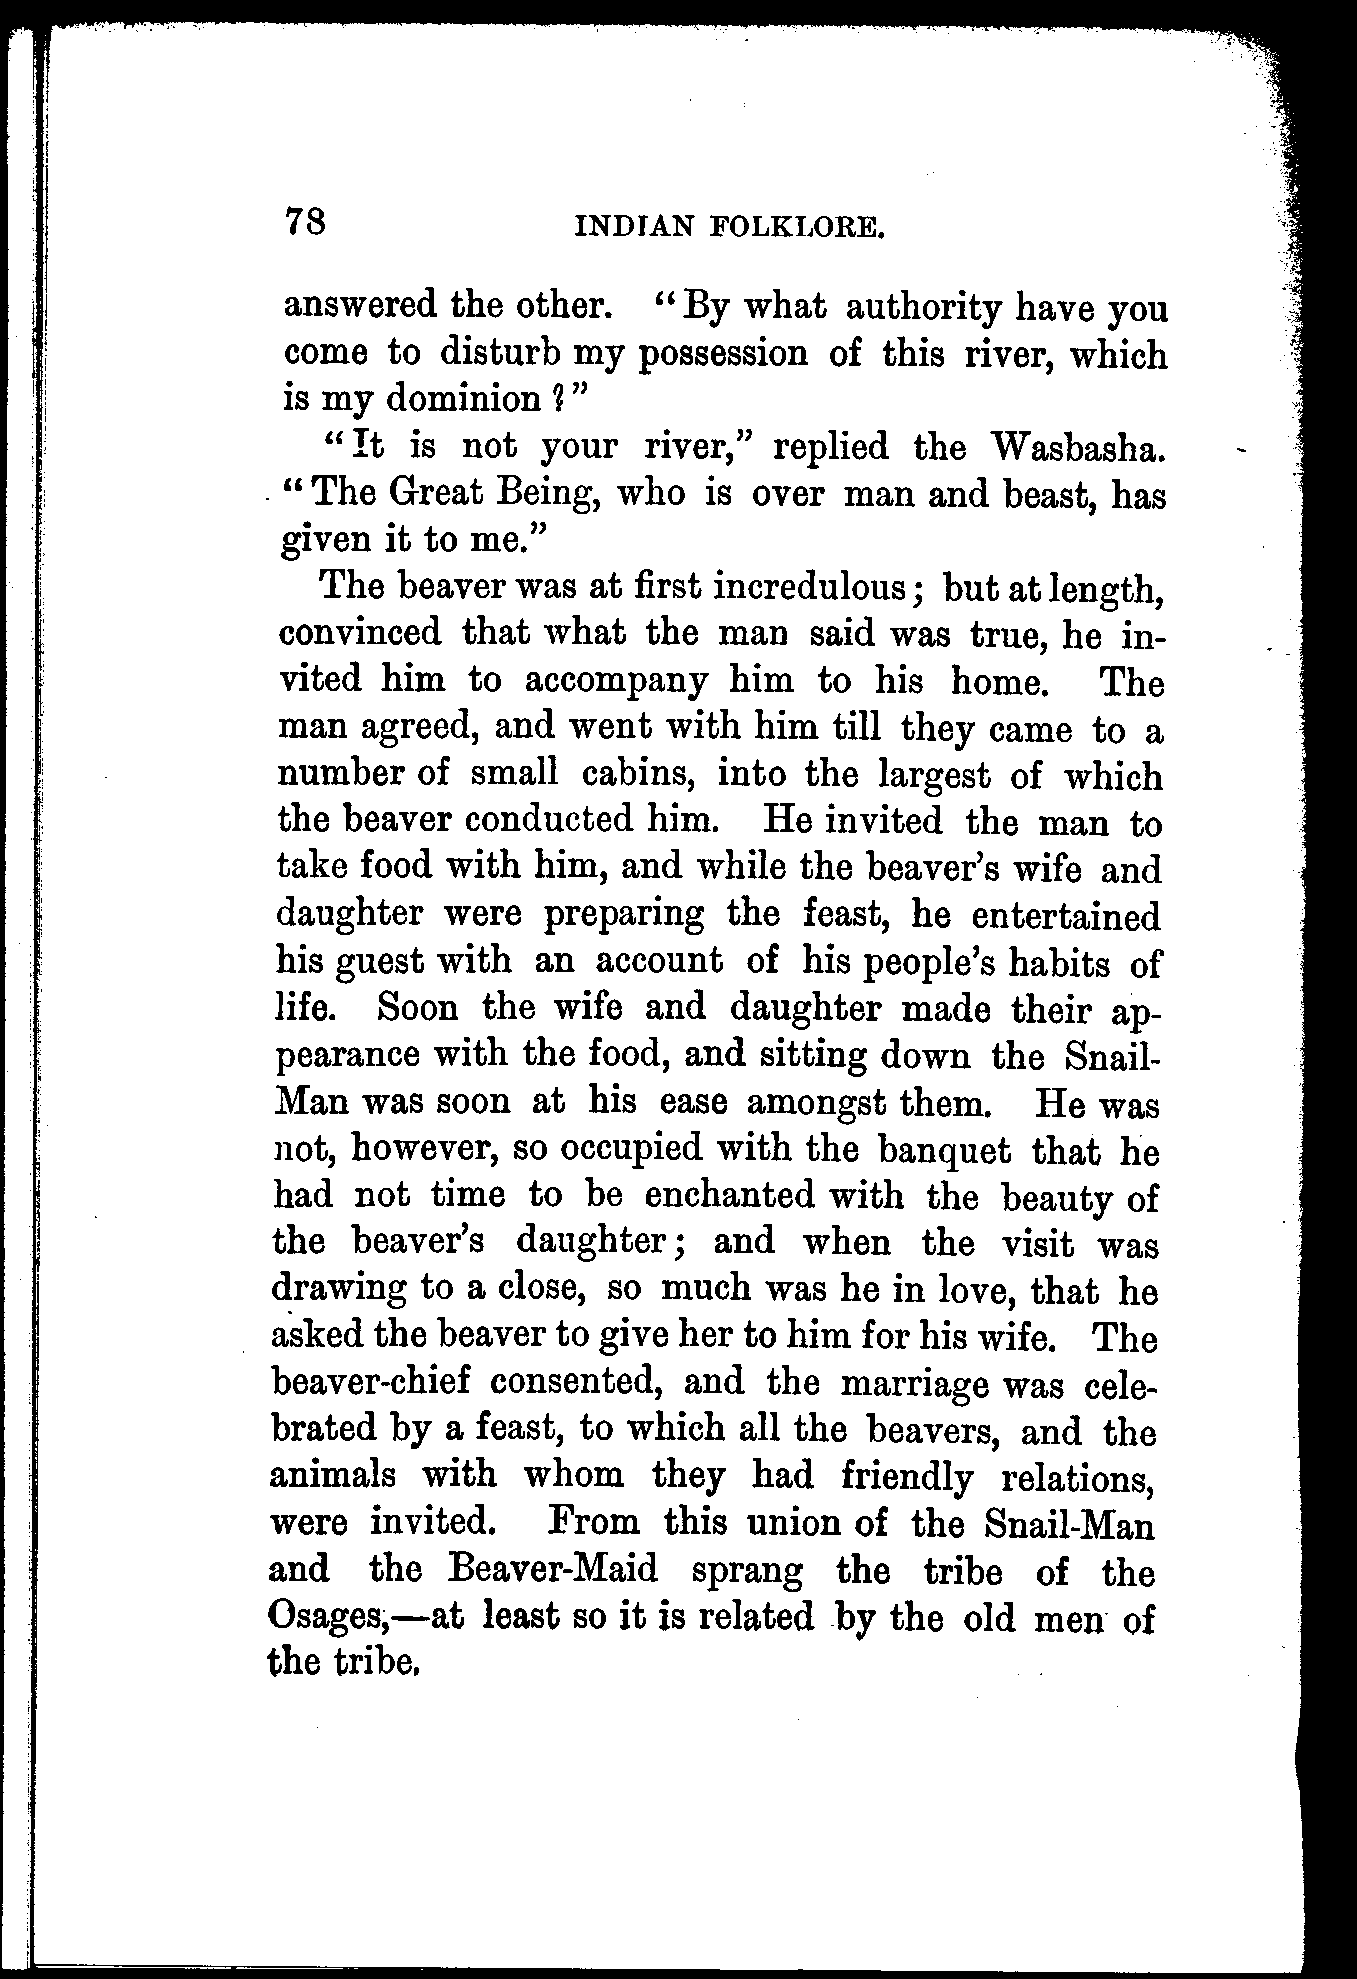 78 INDIAN FOLKLORE.
answered the other. “By what authority have you
come to disturb my possession of this river, which
is my dominion?”
“It is not your river,” replied the Wasbasha.
“The Great Being, who is over man and beast, has
given it to me.”
The beaver was at first incredulous; but at length,
convinced that what the man said was true, he in-
vited him to accompany him to his home. The
man agreed, and went with him till they came to a
number of small cabins, into the largest of which
the beaver conducted him. He invited the man to
take food with him, and while the beaver’s wife and
daughter were preparing the feast, he entertained
his guest with an account of his people’s habits of
life. Soon the wife and daughter made their ap-
pearance with the food, and sitting down the Snail-
Man was soon at his ease amongst them. He was
not, however, so occupied with the banquet that he
had not time to be enchanted with the beauty of
the beaver’s daughter; and when the visit was
drawing to a close, so much was he in love, that he
asked the beaver to give her to him for his wife. The
beaver-chief consented, and the marriage was cele-
brated by a feast, to which all the beavers, and the
animals with whom they had friendly relations,
were invited. From this union of the Snail-Man
and the Beaver-Maid sprang the tribe of the
Osages,—at least so it is related by the old men of
the tribe.